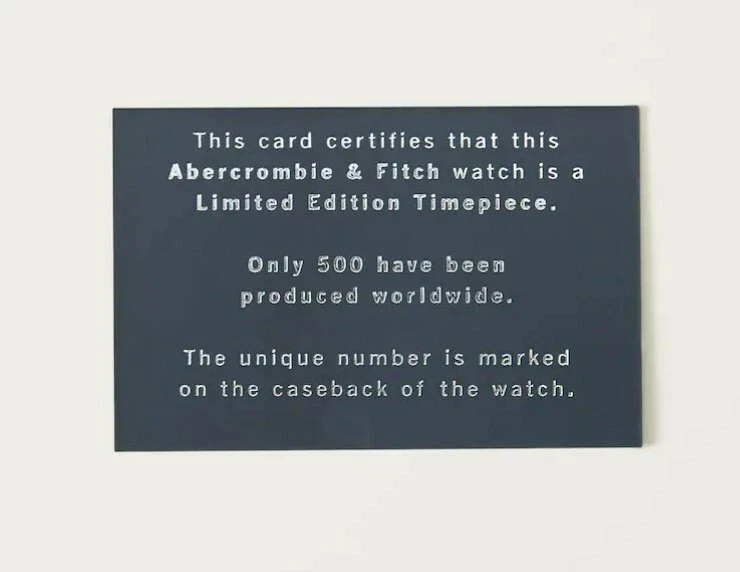 This card certifies that this
Abercrombie & Fitch watch is a
Limited Edition Timepiece.
Only 500 have been
produced worldwide.
The unique number is marked
on the caseback of the watch.